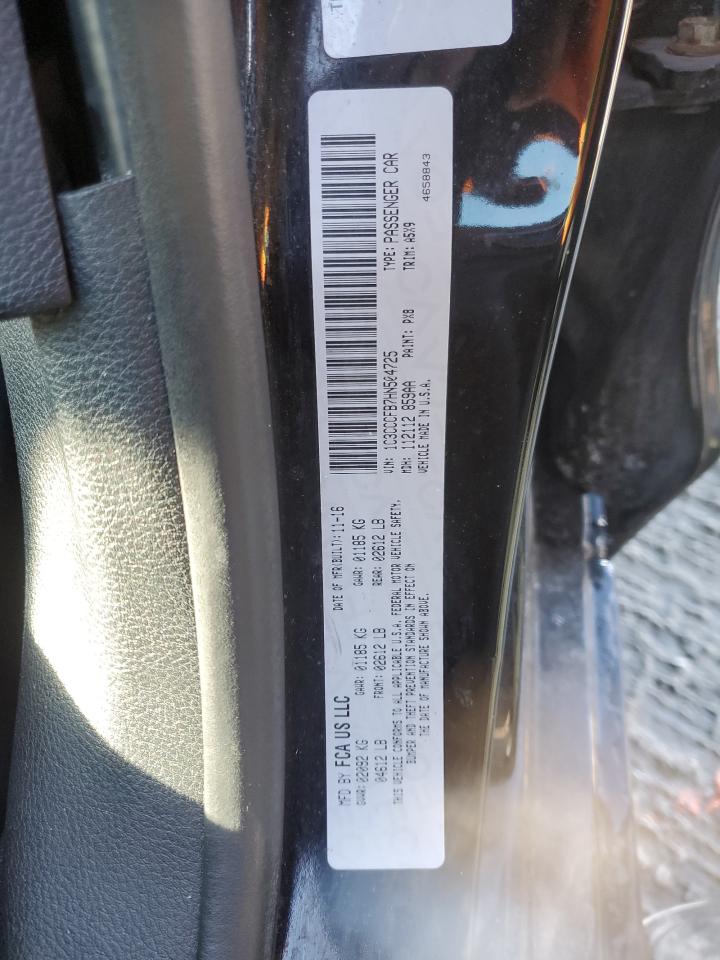 MFD BY FCA US LLC
DATE OF MFR(BUILT): 11-16
GVWR: 02092 KG
GAWR: 01185 KG
GAWR: 01185 KG
04612 LB
FRONT: 02612 LB
REAR: 02612 LB
THIS VEHICLE CONFORMS TO ALL APPLICABLE U.S.A. FEDERAL MOTOR VEHICLE SAFETY,
BUMPER AND THEFT PREVENTION STANDARDS IN EFFECT ON
THE DATE OF MANUFACTURE SHOWN ABOVE.
VIN: 1C3CCCFB7HN504725
TYPE: PASSENGER CAR
MDH: 112112 859AA
PAINT: PX8
TRIM: A5X9
VEHICLE MADE IN U.S.A.
4658843